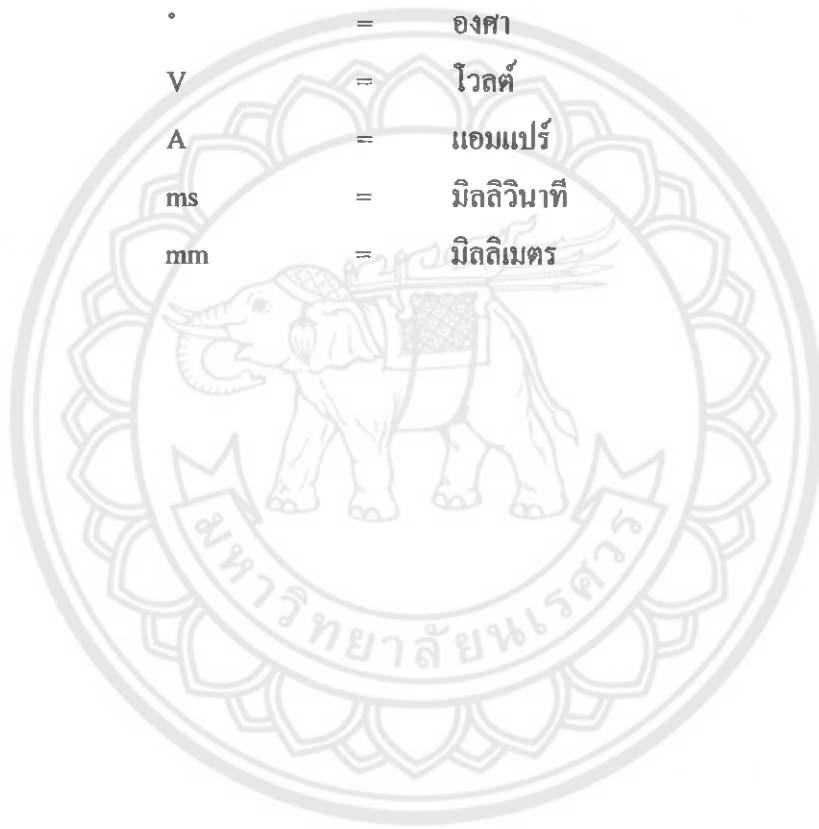 ° = องศา
V = โวลต์
A = แอมแปร์
ms = มิลลิวินาที
mm = มิลลิเมตร
มหาวิทยาลัยนเรศวร